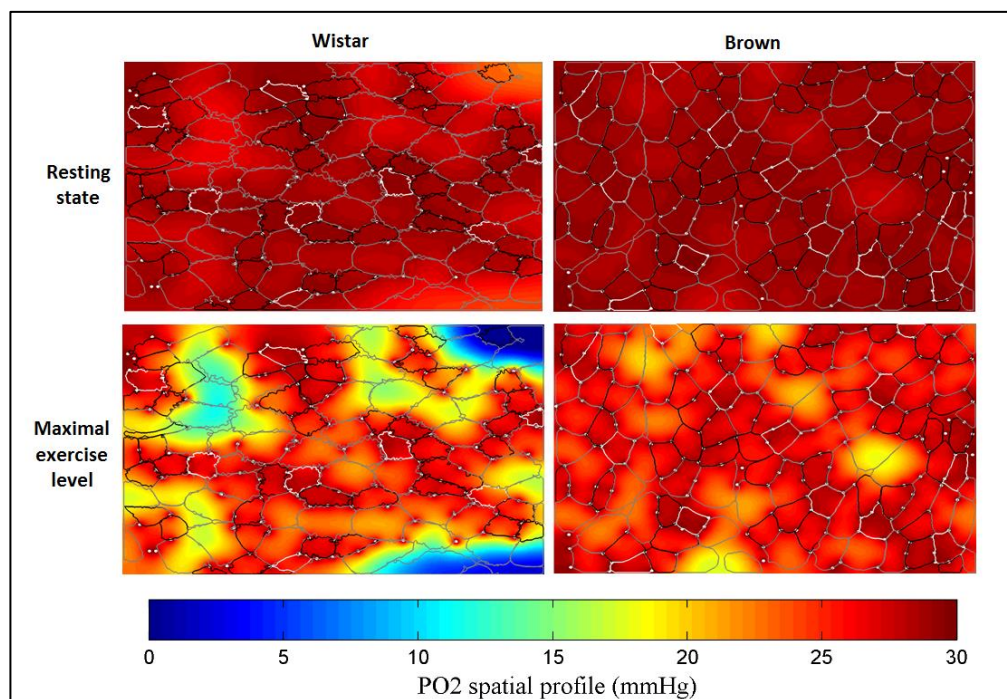 Wistar
Brown
Resting
state
Maximal
exercise
level
0 5 10 15 20 25 30
PO2 spatial profile (mmHg)